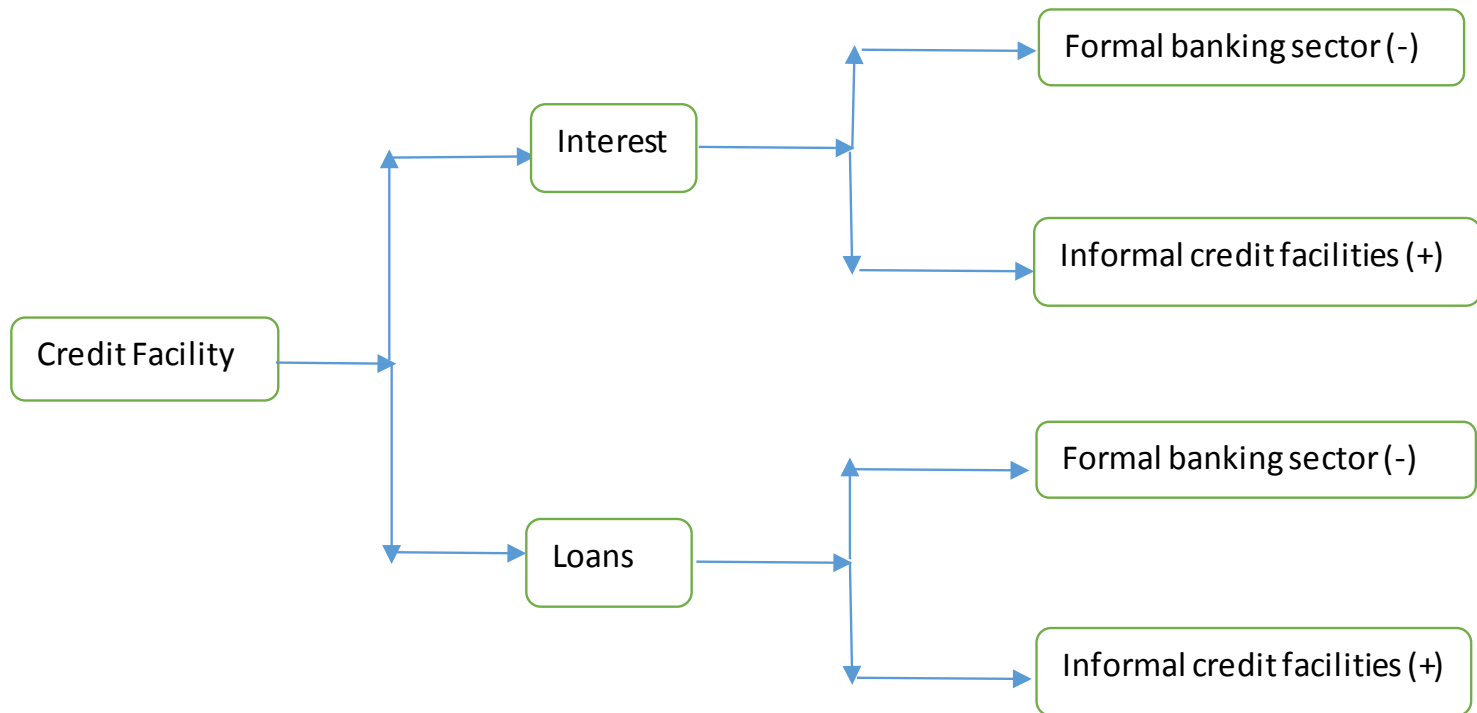 Formal banking sector (-)
Interest
Informal credit facilities (+)
Credit Facility
Formal banking sector (-)
Loans
Informal credit facilities (+)